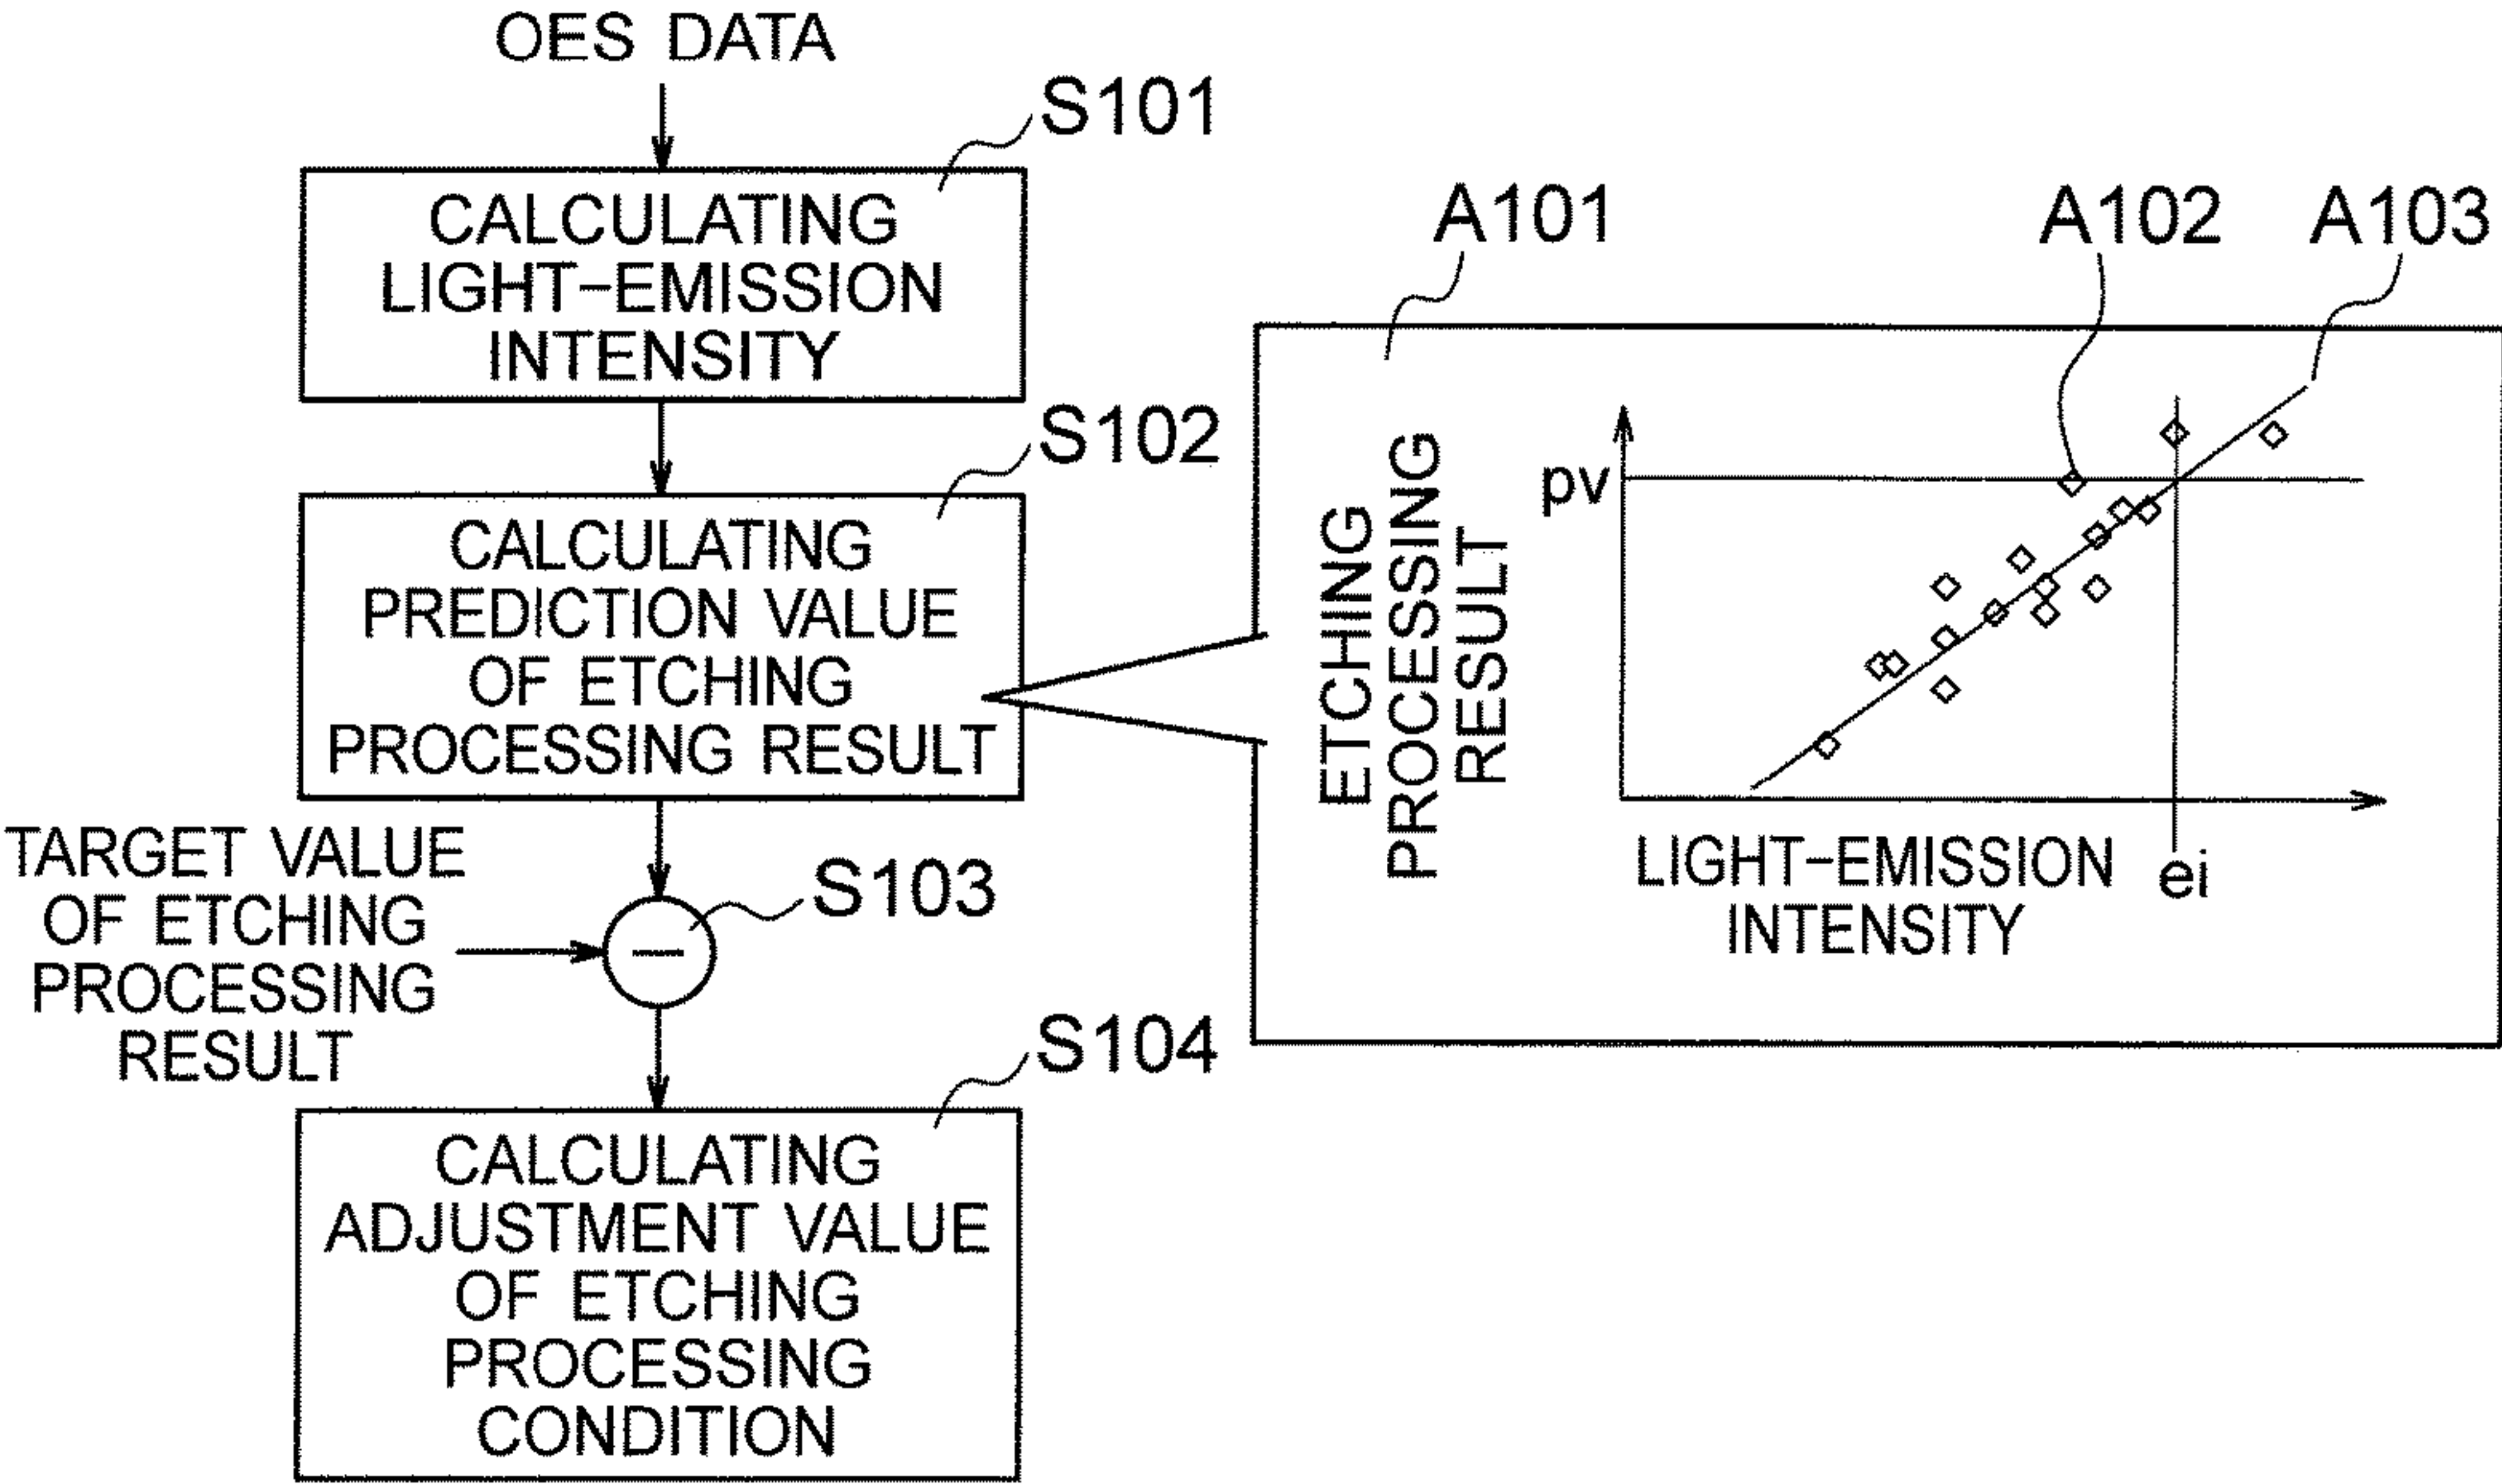 OES DATA
S101
CALCULATING
LIGHT-EMISSION
INTENSITY
S102
CALCULATING
PREDICTION VALUE
OF ETCHING
PROCESSING RESULT
TARGET VALUE
OF ETCHING
PROCESSING
RESULT
S103
—
S104
CALCULATING
ADJUSTMENT VALUE
OF ETCHING
PROCESSING
CONDITION
A101
A102
A103
ETCHING
PROCESSING
RESULT
pv
LIGHT-EMISSION
INTENSITY
ei